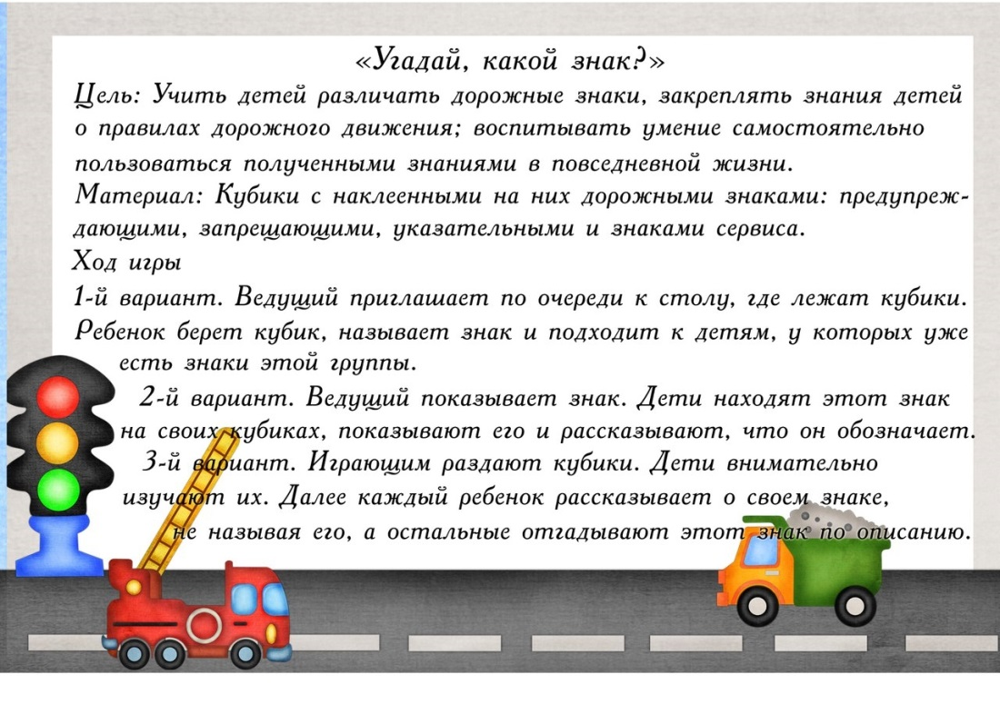 «Угадай, какой знак?»
Цель: Учить детей различать дорожные знаки, закреплять знания детей
о правилах дорожного движения; воспитывать умение самостоятельно
пользоваться полученными знаниями в повседневной жизни.
Материал: Кубики с наклеенными на них дорожными знаками: предупреж-
дающими, запрещающими, указательными и знаками сервиса.
Ход игры
1-й вариант. Ведущий приглашает по очереди к столу, где лежат кубики.
Ребенок берет кубик, называет знак и подходит к детям, у которых уже
есть знаки этой группы.
2-й вариант. Ведущий показывает знак. Дети находят этот знак
на своих кубиках, показывают его и рассказывают, что он обозначает.
3-й вариант. Играющим раздают кубики. Дети внимательно
изучают их. Далее каждый ребенок рассказывает о своем знаке,
не называя его, а остальные отгадывают этот знак по описанию.